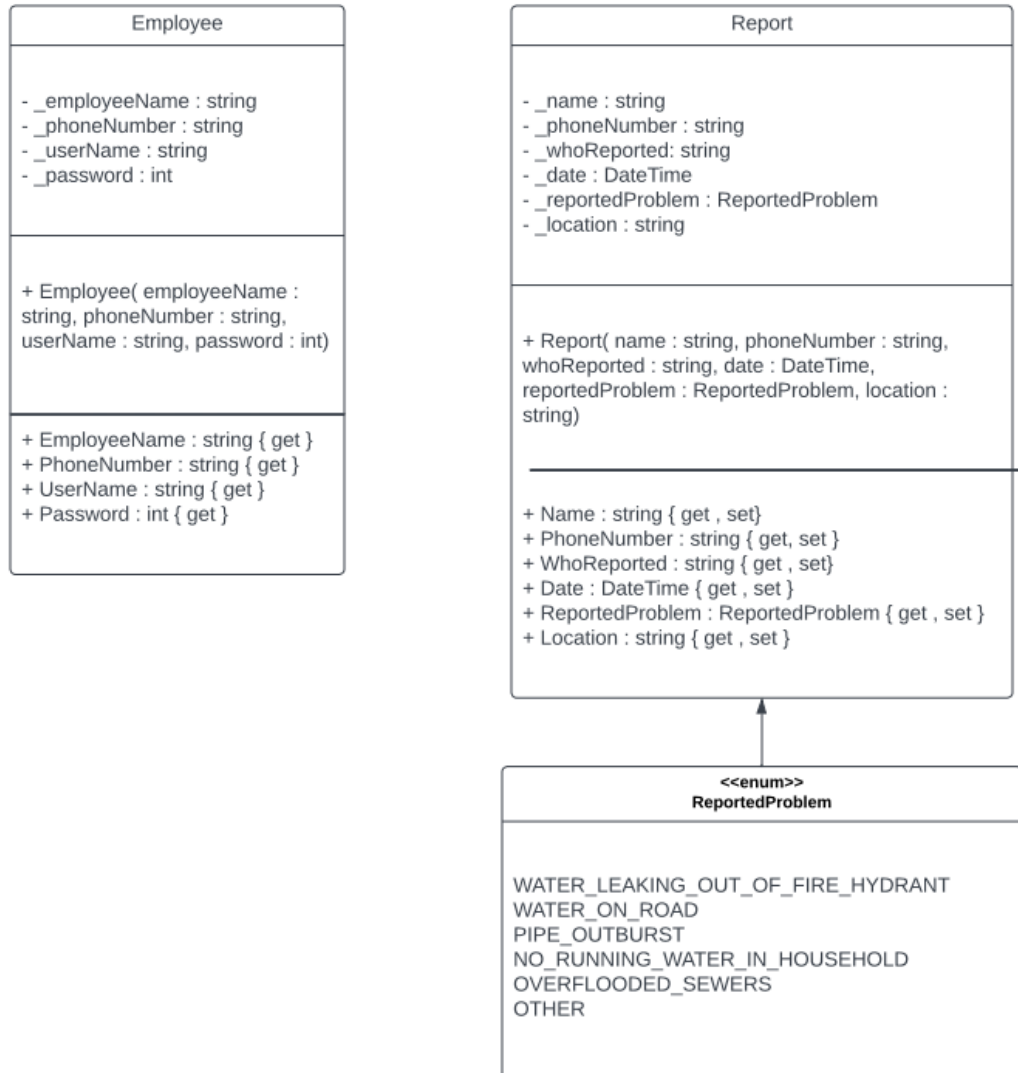 Employee
- _employeeName : string
- _phoneNumber : string
- _userName : string
- _password : int
+ Employee( employeeName :
string, phoneNumber : string,
userName : string, password : int)
+ EmployeeName : string { get }
+ PhoneNumber : string { get }
+ UserName : string { get }
+ Password : int { get }
Report
- _name : string
- _phoneNumber : string
- _whoReported: string
- _date : DateTime
- _reportedProblem : ReportedProblem
- _location : string
+ Report( name : string, phoneNumber : string,
whoReported : string, date : DateTime,
reportedProblem : ReportedProblem, location :
string)
+ Name : string { get , set}
+ PhoneNumber : string { get, set }
+ WhoReported : string { get , set}
+ Date : DateTime { get , set }
+ ReportedProblem : ReportedProblem { get , set }
+ Location : string { get , set }
<<enum>>
ReportedProblem
WATER_LEAKING_OUT_OF_FIRE_HYDRANT
WATER_ON_ROAD
PIPE_OUTBURST
NO_RUNNING_WATER_IN_HOUSEHOLD
OVERFLOODED_SEWERS
OTHER